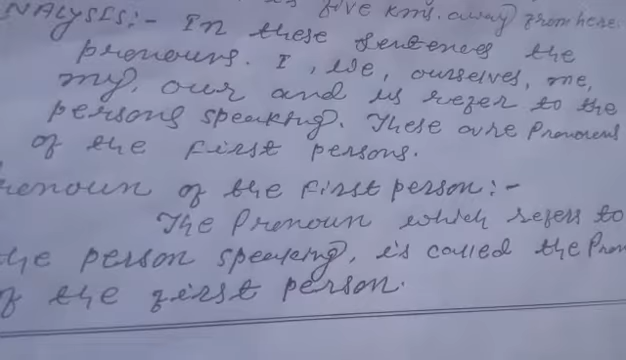 NALYSIS:- In these sentences the
five kms. away from here.
pronouns. I, we, ourselves, me,
my, our and us refer to the
persons speaking. These are Pronouns
of the first persons.
renoun of the first person:-
The Pronoun which refers to
the person speaking, is called the Pron
of the first person.